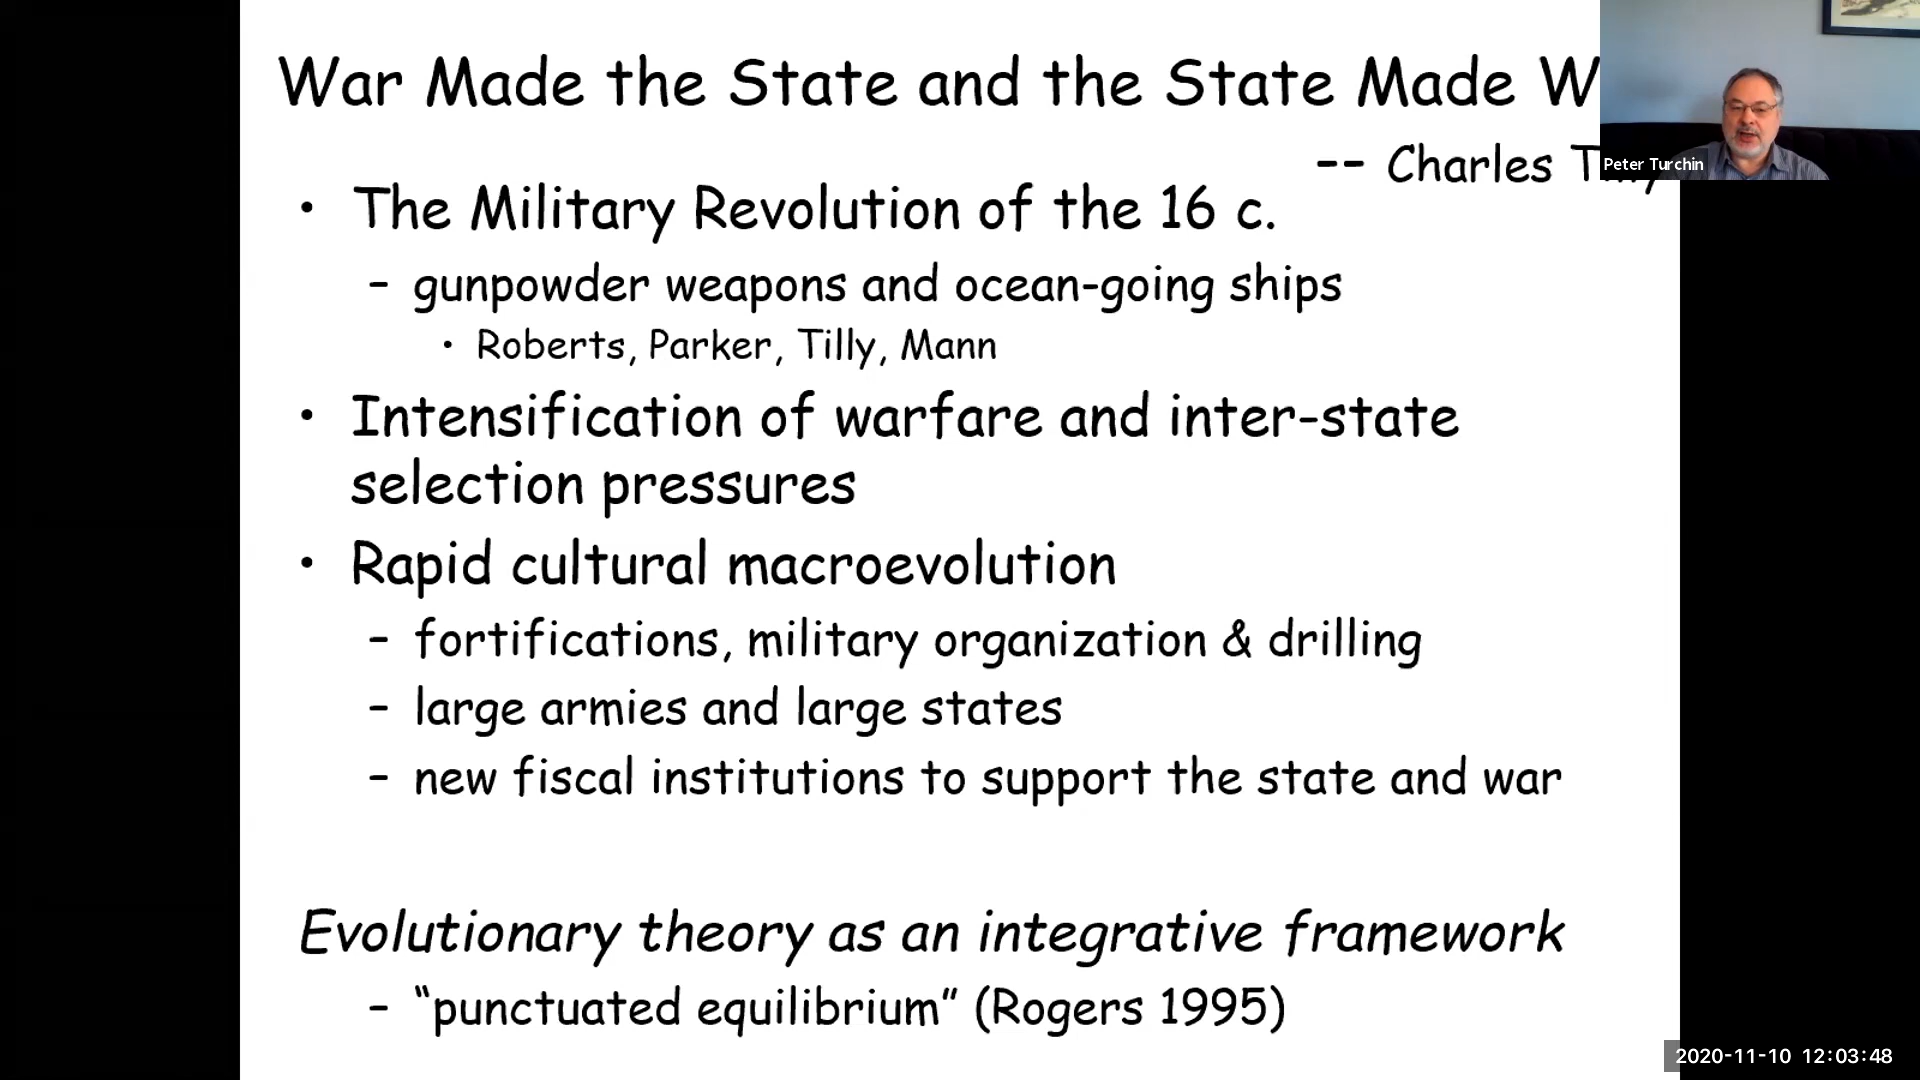 War Made the State and the State Made W
-- Charles
• The Military Revolution of the 16 c.
– gunpowder weapons and ocean-going ships
• Roberts, Parker, Tilly, Mann
• Intensification of warfare and inter-state
selection pressures
• Rapid cultural macroevolution
– fortifications, military organization & drilling
– large armies and large states
– new fiscal institutions to support the state and war
Evolutionary theory as an integrative framework
– “punctuated equilibrium” (Rogers 1995)
Peter Turchin
2020-11-10 12:03:48